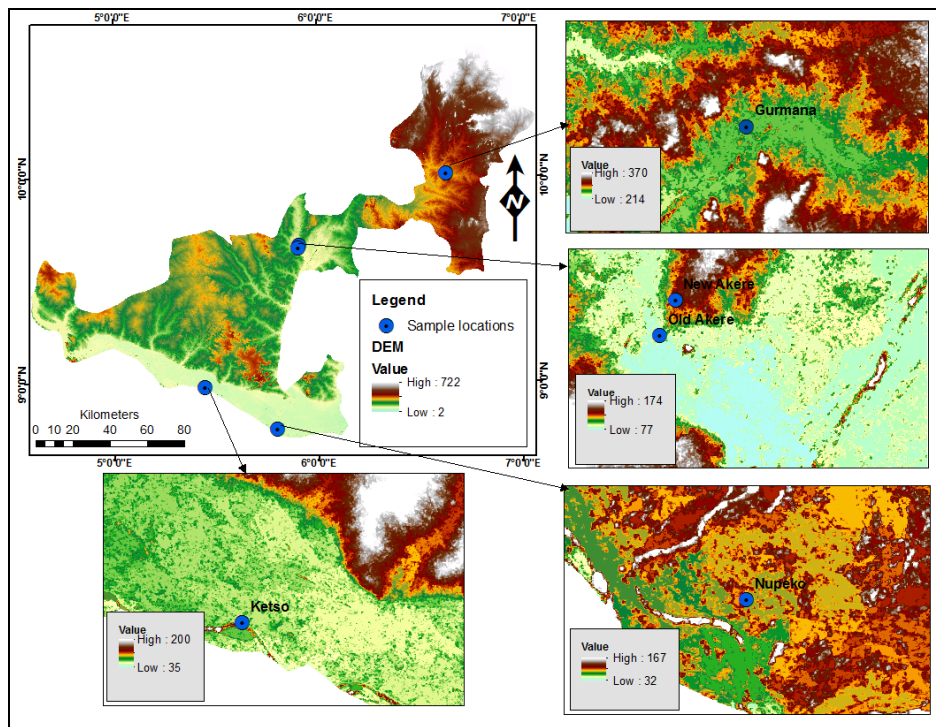 5°0'0"E 6°0'0"E 7°0'0"E
10°0'0"N
10°0'0"N
9°0'0"N
9°0'0"N
N
Legend
Sample locations
DEM
Value
High : 722
Low : 2
Kilometers
0 10 20 40 60 80
5°0'0"E 6°0'0"E 7°0'0"E
Gurmana
Value
High : 370
Low : 214
New Akere
Old Akere
Value
High : 174
Low : 77
Ketso
Value
High : 200
Low : 35
Nupeko
Value
High : 167
Low : 32